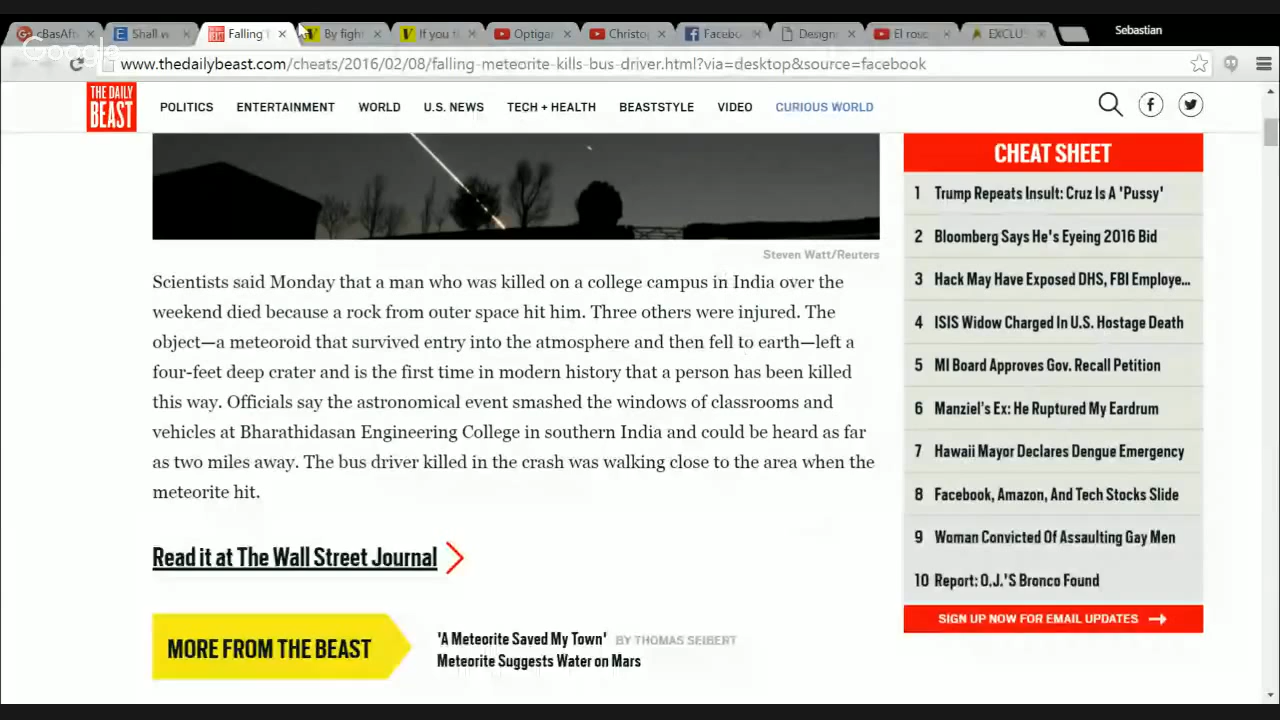 cBasAft
Shall w
Falling
By figh
If you t
Optigan
Christo
Facebo
Design
El rosc
EXCLUS
Sebastian
Google
www.thedailybeast.com/cheats/2016/02/08/falling-meteorite-kills-bus-driver.html?via=desktop&source=facebook
THE DAILY
BEAST
POLITICS ENTERTAINMENT WORLD U.S. NEWS TECH + HEALTH BEASTSTYLE VIDEO CURIOUS WORLD
Steven Watt/Reuters
Scientists said Monday that a man who was killed on a college campus in India over the
weekend died because a rock from outer space hit him. Three others were injured. The
object—a meteoroid that survived entry into the atmosphere and then fell to earth—left a
four-feet deep crater and is the first time in modern history that a person has been killed
this way. Officials say the astronomical event smashed the windows of classrooms and
vehicles at Bharathidasan Engineering College in southern India and could be heard as far
as two miles away. The bus driver killed in the crash was walking close to the area when the
meteorite hit.
Read it at The Wall Street Journal
MORE FROM THE BEAST
'A Meteorite Saved My Town' BY THOMAS SEIBERT
Meteorite Suggests Water on Mars
CHEAT SHEET
1 Trump Repeats Insult: Cruz Is A 'Pussy'
2 Bloomberg Says He's Eyeing 2016 Bid
3 Hack May Have Exposed DHS, FBI Employe...
4 ISIS Widow Charged In U.S. Hostage Death
5 MI Board Approves Gov. Recall Petition
6 Manziel's Ex: He Ruptured My Eardrum
7 Hawaii Mayor Declares Dengue Emergency
8 Facebook, Amazon, And Tech Stocks Slide
9 Woman Convicted Of Assaulting Gay Men
10 Report: O.J.'S Bronco Found
SIGN UP NOW FOR EMAIL UPDATES